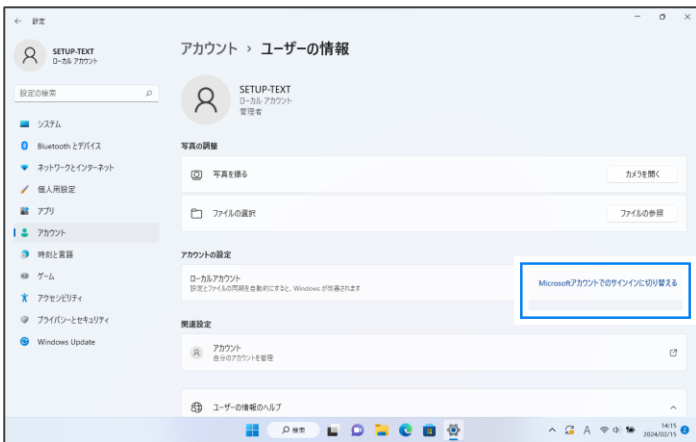 ← 設定
SETUP-TEXT
ローカル アカウント
設定の検索
システム
Bluetooth とデバイス
ネットワークとインターネット
個人用設定
アプリ
アカウント
時刻と言語
ゲーム
アクセシビリティ
プライバシーとセキュリティ
Windows Update
アカウント › ユーザーの情報
SETUP-TEXT
ローカル アカウント
管理者
写真の調整
写真を撮る カメラを開く
ファイルの選択 ファイルの参照
アカウントの設定
ローカルアカウント
設定とファイルの同期を自動的にすると、Windows が改善されます
Microsoftアカウントでのサインインに切り替える
関連設定
アカウント
自分のアカウントを管理
ユーザーの情報のヘルプ
検索
A 14:15
2024/02/15